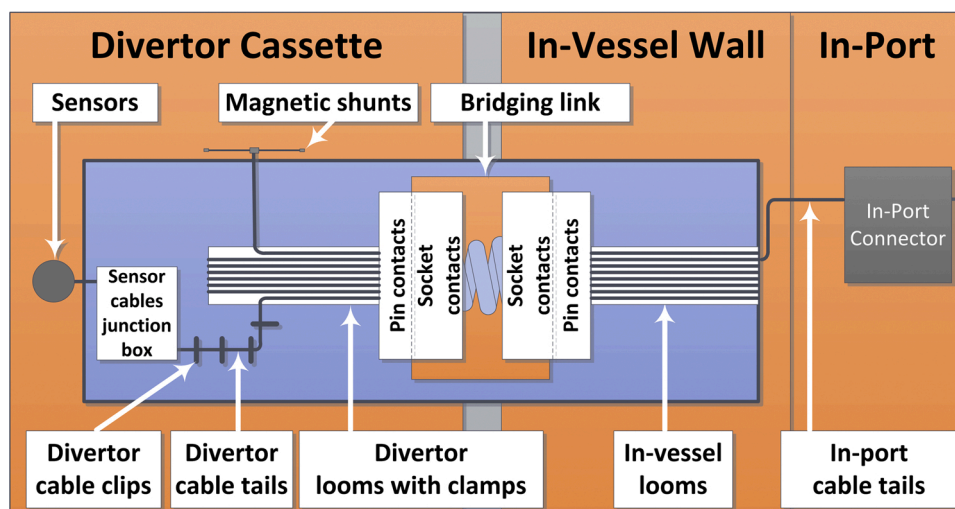 Divertor Cassette
In-Vessel Wall
In-Port
Sensors
Magnetic shunts
Bridging link
Pin contacts
Socket
contacts
Socket
contacts
Pin contacts
In-Port
Connector
Sensor
cables
junction
box
Divertor
cable clips
Divertor
cable tails
Divertor
looms with clamps
In-vessel
looms
In-port
cable tails